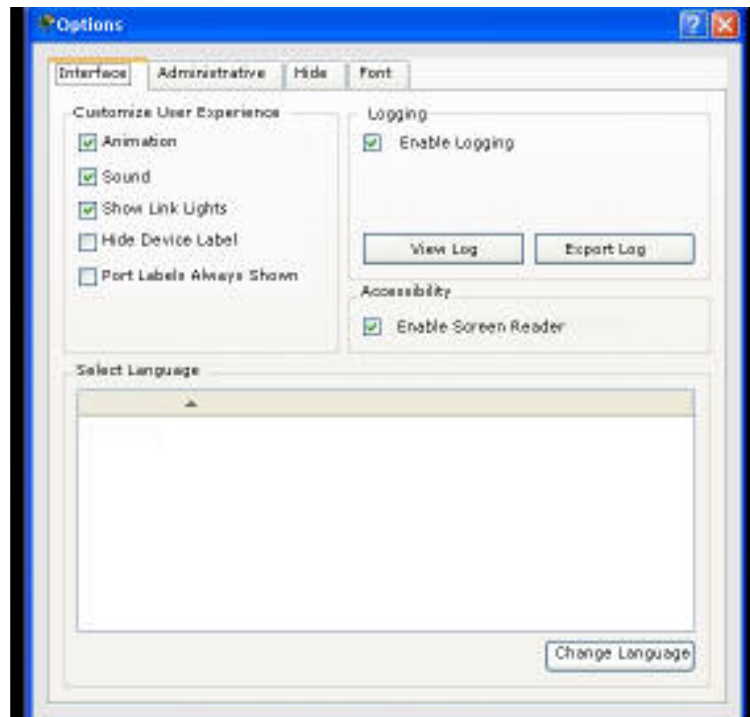 Options
Interface Administrative Hide Font
Customize User Experience
Animation
Sound
Show Link Lights
Hide Device Label
Port Labels Always Shown
Logging
Enable Logging
View Log Export Log
Accessibility
Enable Screen Reader
Select Language
Change Language